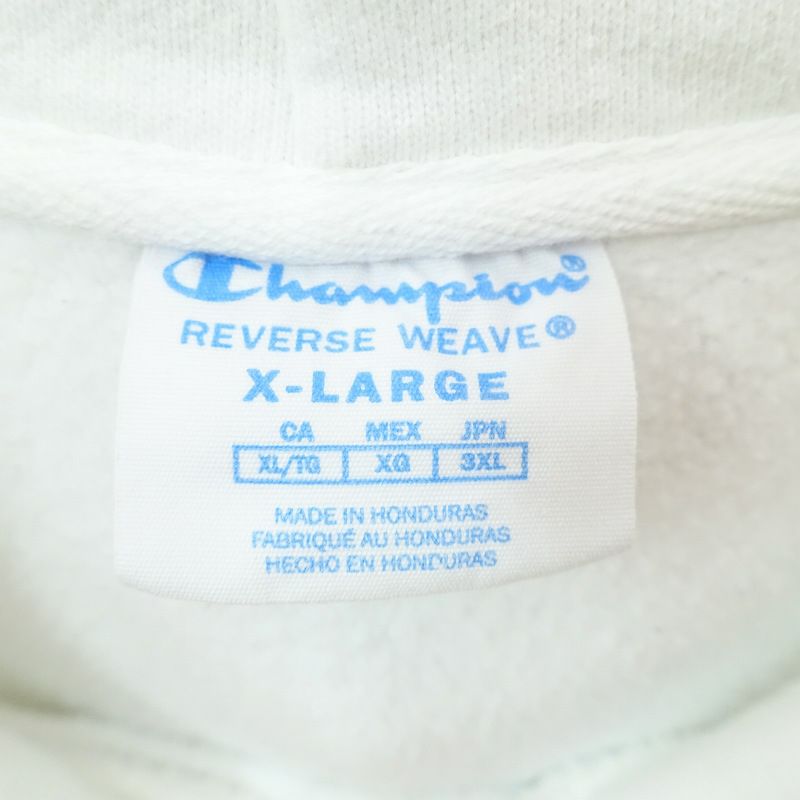 Champion®
REVERSE WEAVE®
X-LARGE
CA MEX JPN
XL/TG XG 3XL
MADE IN HONDURAS
FABRIQUÉ AU HONDURAS
HECHO EN HONDURAS